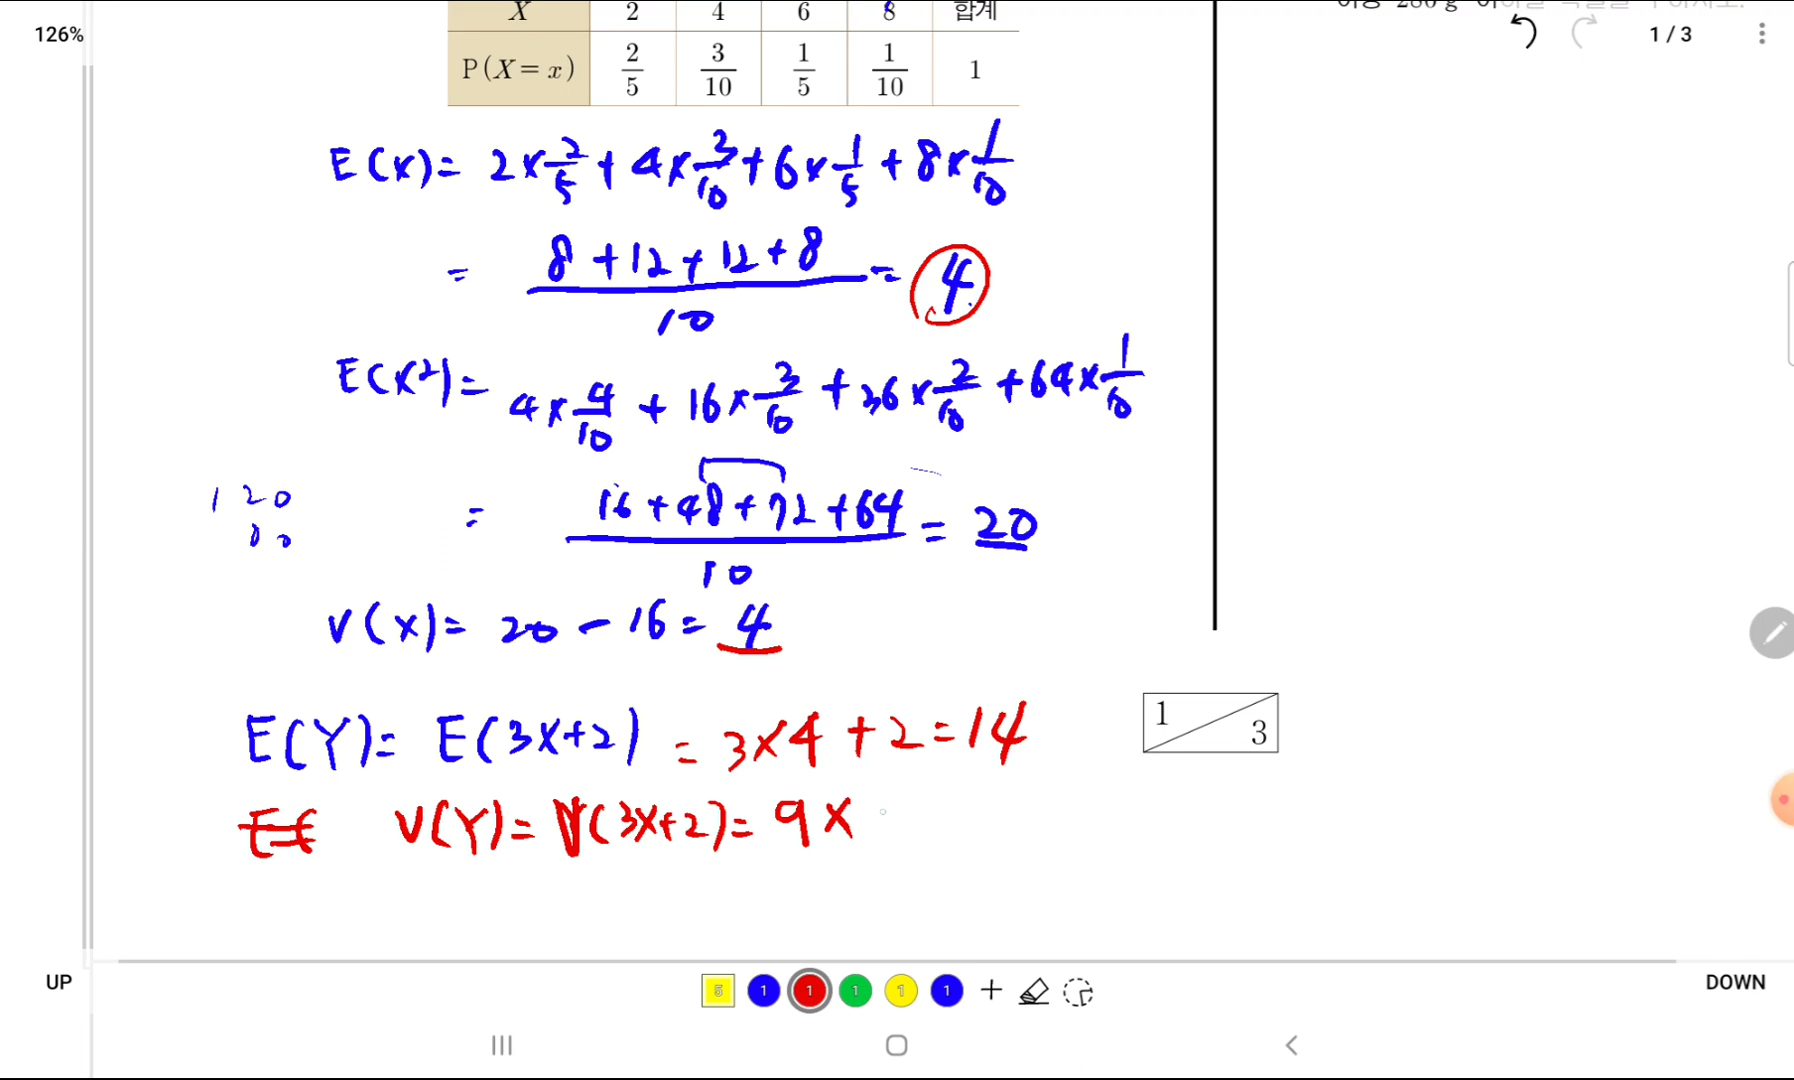 126%
1 / 3
X 2 4 6 8 합계
P(X=x) 2/5 3/10 1/5 1/10 1
E(X)= 2×2/5 + 4×3/10 + 6×1/5 + 8×1/10
= 8+12+12+8/10 = 4
E(X²)= 4×4/10 + 16×3/10 + 36×2/10 + 64×1/10
120
80
= 16+48+72+64/10 = 20
V(X)= 20 - 16 = 4
E(Y)= E(3X+2) = 3×4+2=14
V(Y)= V(3X+2)= 9×
1 3
UP
DOWN
5 1 1 1 1 1